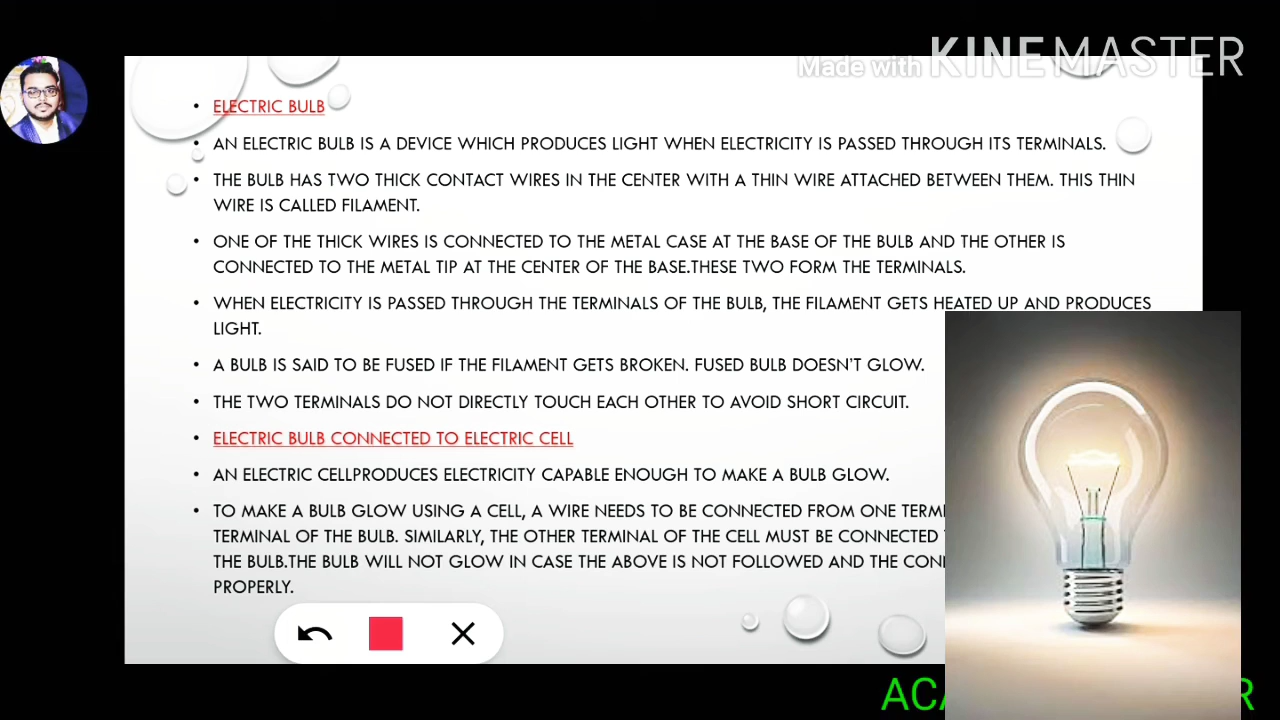 Made with KINEMASTER
• ELECTRIC BULB
• AN ELECTRIC BULB IS A DEVICE WHICH PRODUCES LIGHT WHEN ELECTRICITY IS PASSED THROUGH ITS TERMINALS.
• THE BULB HAS TWO THICK CONTACT WIRES IN THE CENTER WITH A THIN WIRE ATTACHED BETWEEN THEM. THIS THIN
WIRE IS CALLED FILAMENT.
• ONE OF THE THICK WIRES IS CONNECTED TO THE METAL CASE AT THE BASE OF THE BULB AND THE OTHER IS
CONNECTED TO THE METAL TIP AT THE CENTER OF THE BASE.THESE TWO FORM THE TERMINALS.
• WHEN ELECTRICITY IS PASSED THROUGH THE TERMINALS OF THE BULB, THE FILAMENT GETS HEATED UP AND PRODUCES
LIGHT.
• A BULB IS SAID TO BE FUSED IF THE FILAMENT GETS BROKEN. FUSED BULB DOESN'T GLOW.
• THE TWO TERMINALS DO NOT DIRECTLY TOUCH EACH OTHER TO AVOID SHORT CIRCUIT.
• ELECTRIC BULB CONNECTED TO ELECTRIC CELL
• AN ELECTRIC CELLPRODUCES ELECTRICITY CAPABLE ENOUGH TO MAKE A BULB GLOW.
• TO MAKE A BULB GLOW USING A CELL, A WIRE NEEDS TO BE CONNECTED FROM ONE
TERMINAL OF THE BULB. SIMILARLY, THE OTHER TERMINAL OF THE CELL MUST BE CONNECTED
THE BULB.THE BULB WILL NOT GLOW IN CASE THE ABOVE IS NOT FOLLOWED AND THE
PROPERLY.